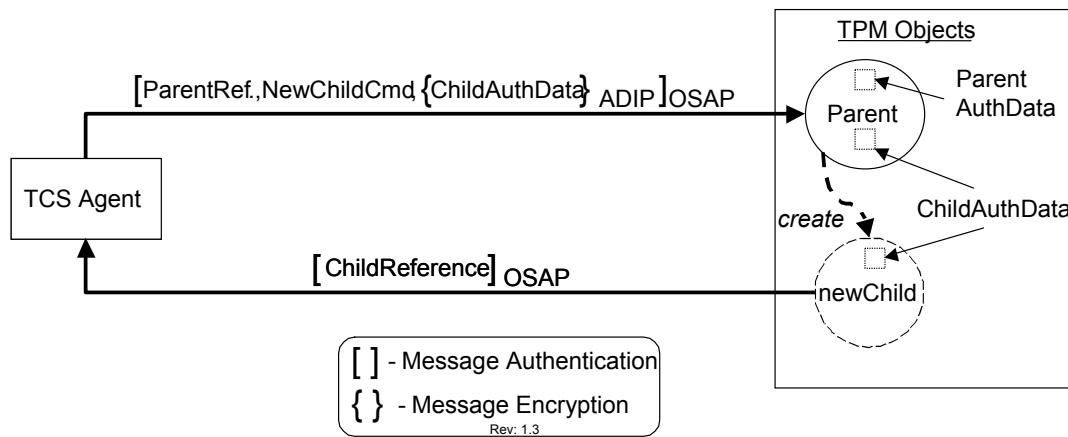 TPM Objects
[ParentRef.,NewChildCmd, {ChildAuthData} ADIP ]OSAP
Parent
AuthData
Parent
TCS Agent
ChildAuthData
create
[ChildReference] OSAP
newChild
[ ] - Message Authentication
{ } - Message Encryption
Rev: 1.3